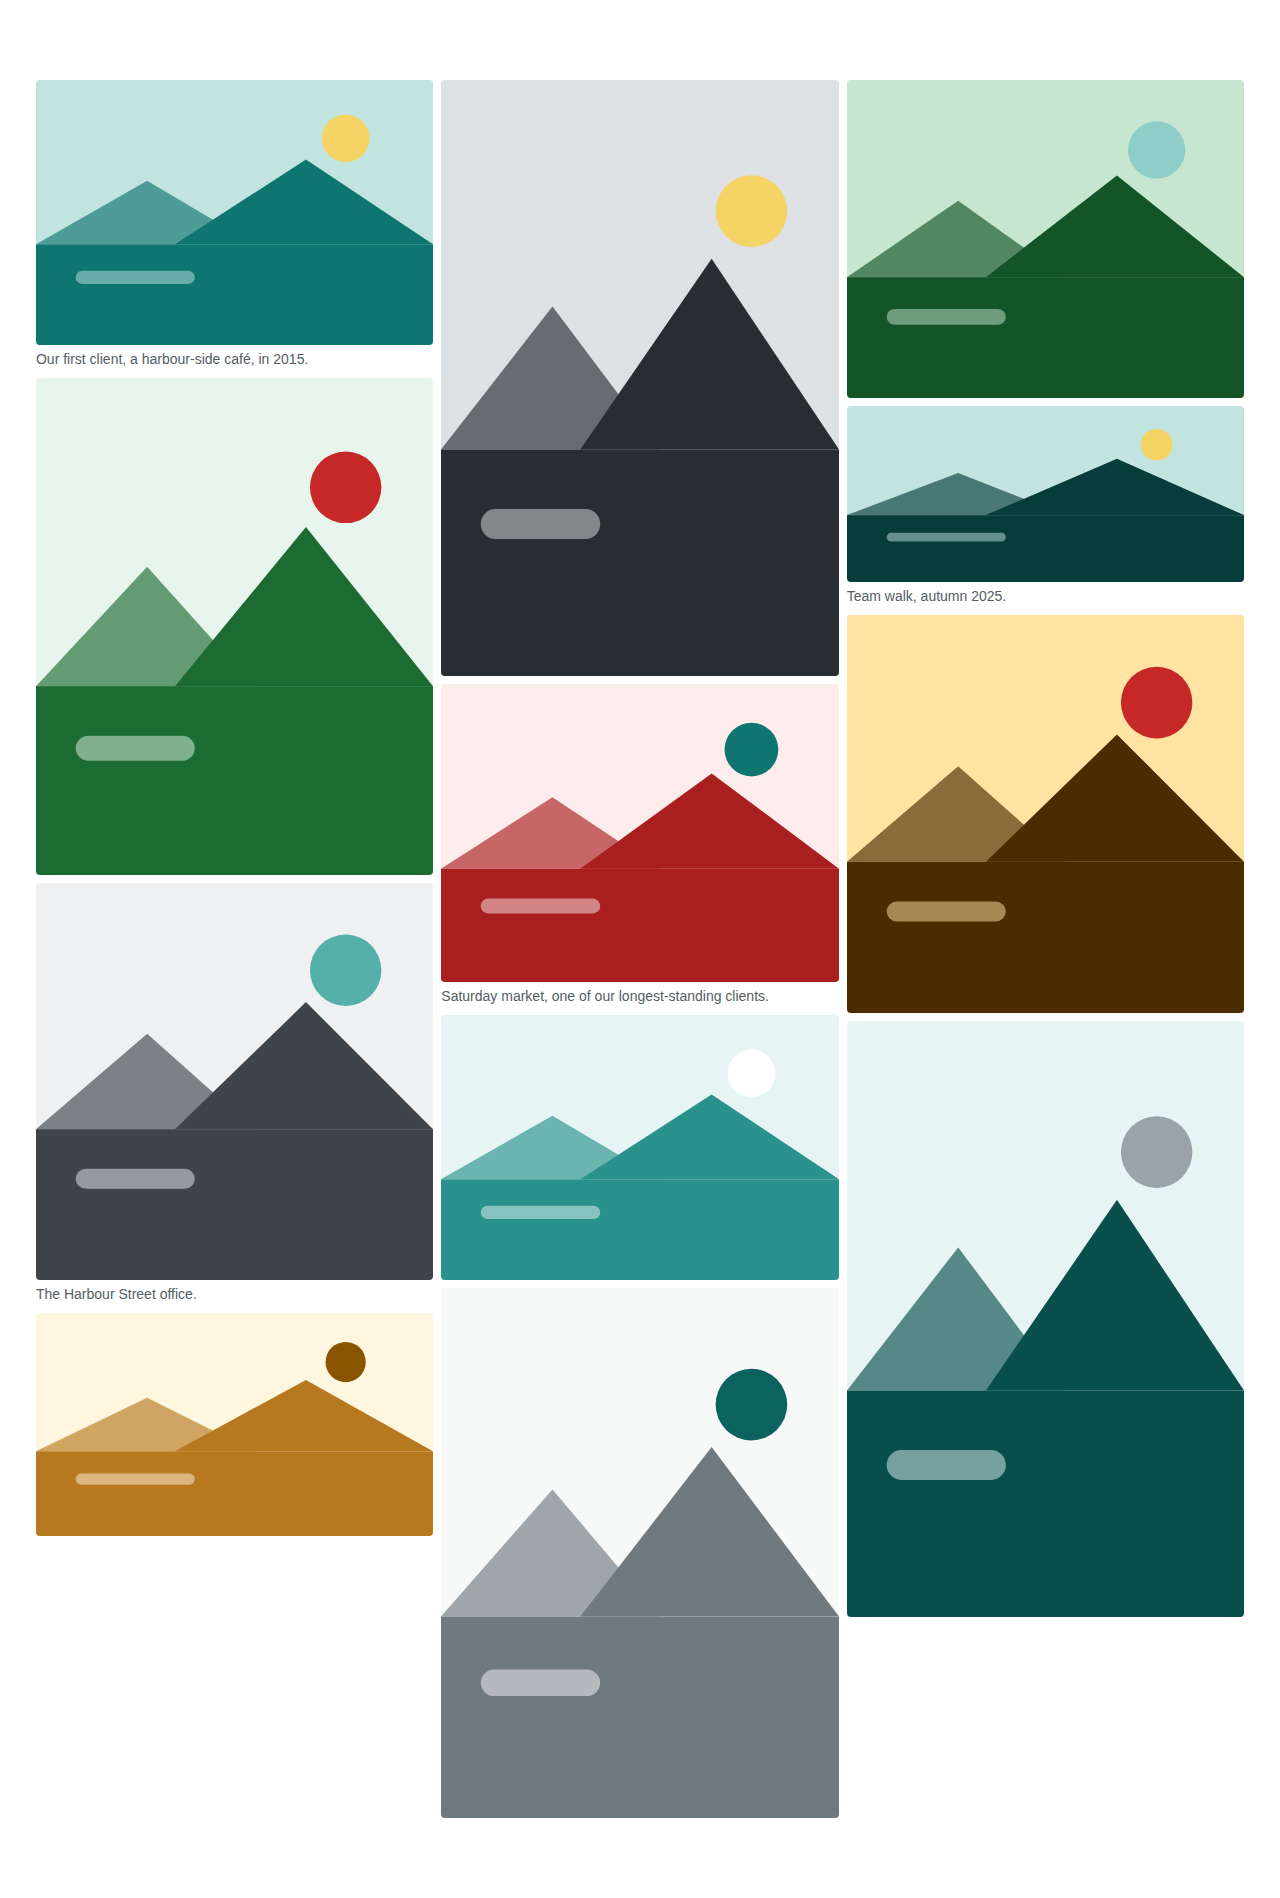 Our first client, a harbour-side café, in 2015.
The Harbour Street office.
Saturday market, one of our longest-standing clients.
Team walk, autumn 2025.